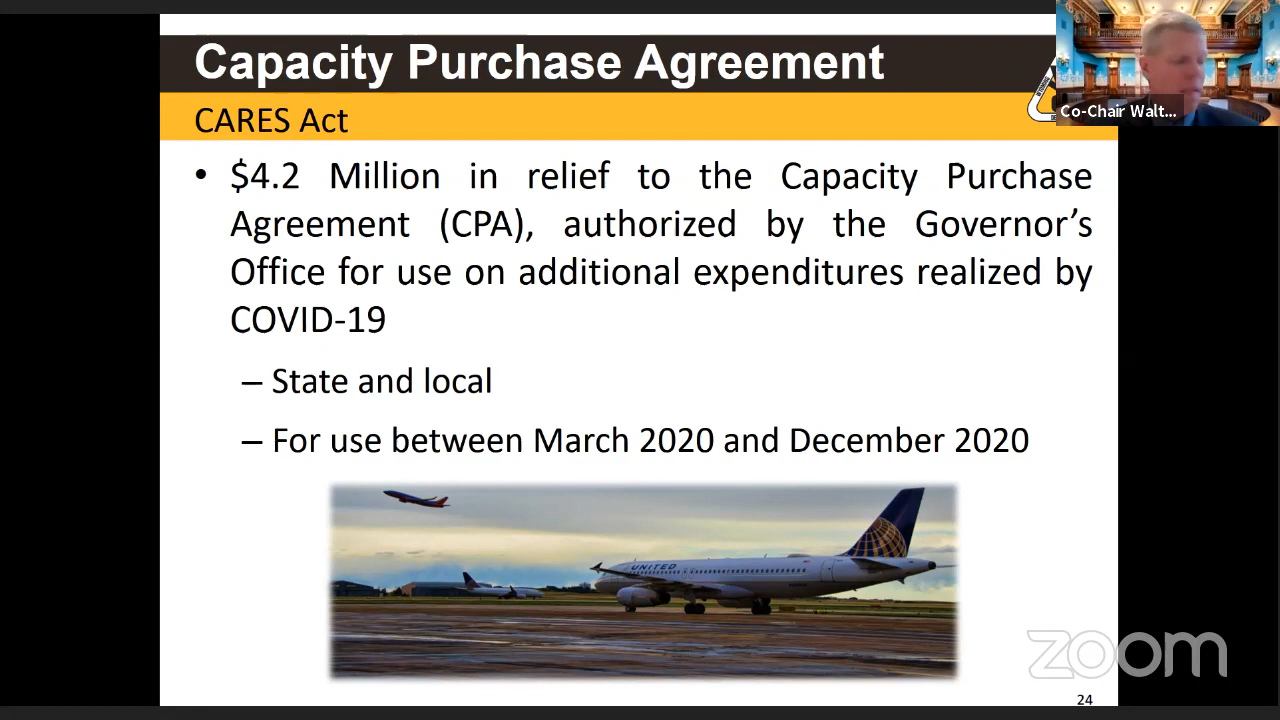 Capacity Purchase Agreement
CARES Act
Co-Chair Walt...
• $4.2 Million in relief to the Capacity Purchase
Agreement (CPA), authorized by the Governor’s
Office for use on additional expenditures realized by
COVID-19
– State and local
– For use between March 2020 and December 2020
UNITED
zoom
24